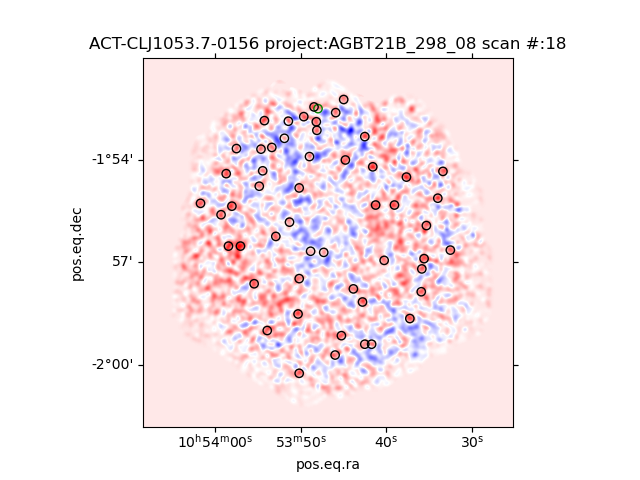 ACT-CLJ1053.7-0156 project:AGBT21B_298_08 scan #:18
pos.eq.dec
-1°54'
57'
-2°00'
10ʰ54ᵐ00ˢ 53ᵐ50ˢ 40ˢ 30ˢ
pos.eq.ra